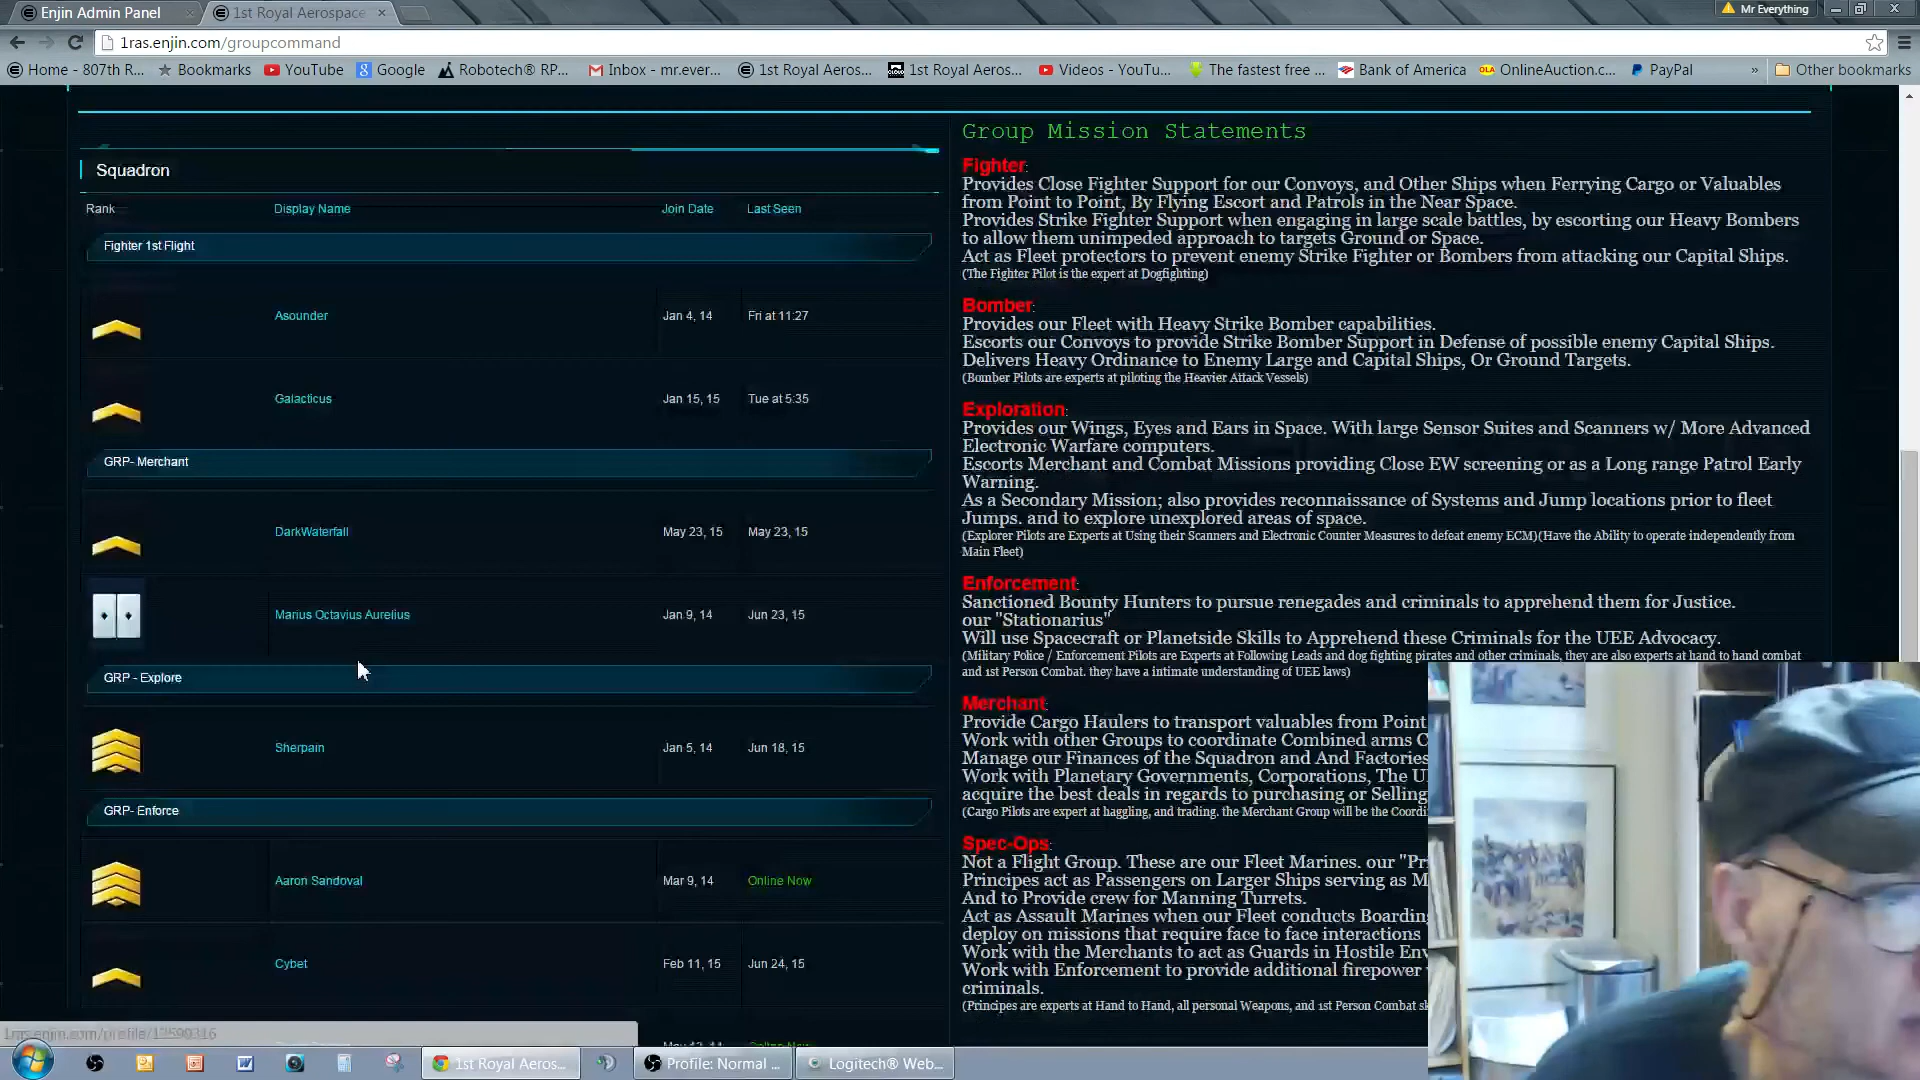 Enjin Admin Panel
1st Royal Aerospace
Mr Everything
1ras.enjin.com/groupcommand
Home - 807th R...
Bookmarks
YouTube
Google
Robotech® RP...
Inbox - mr.ever...
1st Royal Aeros...
1st Royal Aeros...
Videos - YouTu...
The fastest free ...
Bank of America
OnlineAuction.c...
PayPal
»
Other bookmarks
Squadron
Rank
Display Name
Join Date
Last Seen
Fighter 1st Flight
Asounder
Jan 4, 14
Fri at 11:27
Galacticus
Jan 15, 15
Tue at 5:35
GRP- Merchant
DarkWaterfall
May 23, 15
May 23, 15
Marius Octavius Aurelius
Jan 9, 14
Jun 23, 15
GRP - Explore
Sherpain
Jan 5, 14
Jun 18, 15
GRP- Enforce
Aaron Sandoval
Mar 9, 14
Online Now
Cybet
Feb 11, 15
Jun 24, 15
Group Mission Statements
Fighter:
Provides Close Fighter Support for our Convoys, and Other Ships when Ferrying Cargo or Valuables
from Point to Point, By Flying Escort and Patrols in the Near Space.
Provides Strike Fighter Support when engaging in large scale battles, by escorting our Heavy Bombers
to allow them unimpeded approach to targets Ground or Space.
Act as Fleet protectors to prevent enemy Strike Fighter or Bombers from attacking our Capital Ships.
(The Fighter Pilot is the expert at Dogfighting)
Bomber:
Provides our Fleet with Heavy Strike Bomber capabilities.
Escorts our Convoys to provide Strike Bomber Support in Defense of possible enemy Capital Ships.
Delivers Heavy Ordinance to Enemy Large and Capital Ships, Or Ground Targets.
(Bomber Pilots are experts at piloting the Heavier Attack Vessels)
Exploration:
Provides our Wings, Eyes and Ears in Space. With large Sensor Suites and Scanners w/ More Advanced
Electronic Warfare computers.
Escorts Merchant and Combat Missions providing Close EW screening or as a Long range Patrol Early
Warning.
As a Secondary Mission; also provides reconnaissance of Systems and Jump locations prior to fleet
Jumps. and to explore unexplored areas of space.
(Explorer Pilots are Experts at Using their Scanners and Electronic Counter Measures to defeat enemy ECM)(Have the Ability to operate independently from
Main Fleet)
Enforcement:
Sanctioned Bounty Hunters to pursue renegades and criminals to apprehend them for Justice.
our "Stationarius"
Will use Spacecraft or Planetside Skills to Apprehend these Criminals for the UEE Advocacy.
(Military Police / Enforcement Pilots are Experts at Following Leads and dog fighting pirates and other criminals, they are also experts at hand to hand combat
and 1st Person Combat. they have a intimate understanding of UEE laws)
Merchant:
Provide Cargo Haulers to transport valuables from Point
Work with other Groups to coordinate Combined arms C
Manage our Finances of the Squadron and And Factories
Work with Planetary Governments, Corporations, The U
acquire the best deals in regards to purchasing or Selling
(Cargo Pilots are expert at haggling, and trading. the Merchant Group will be the Coordi
Spec-Ops:
Not a Flight Group. These are our Fleet Marines. our "Pr
Principes act as Passengers on Larger Ships serving as M
And to Provide crew for Manning Turrets.
Act as Assault Marines when our Fleet conducts Boarding
deploy on missions that require face to face interactions
Work with the Merchants to act as Guards in Hostile Env
Work with Enforcement to provide additional firepower
criminals.
(Principes are experts at Hand to Hand, all personal Weapons, and 1st Person Combat sk
1ras.enjin.com/profile/12599316
1st Royal Aeros...
Profile: Normal ...
Logitech® Web...